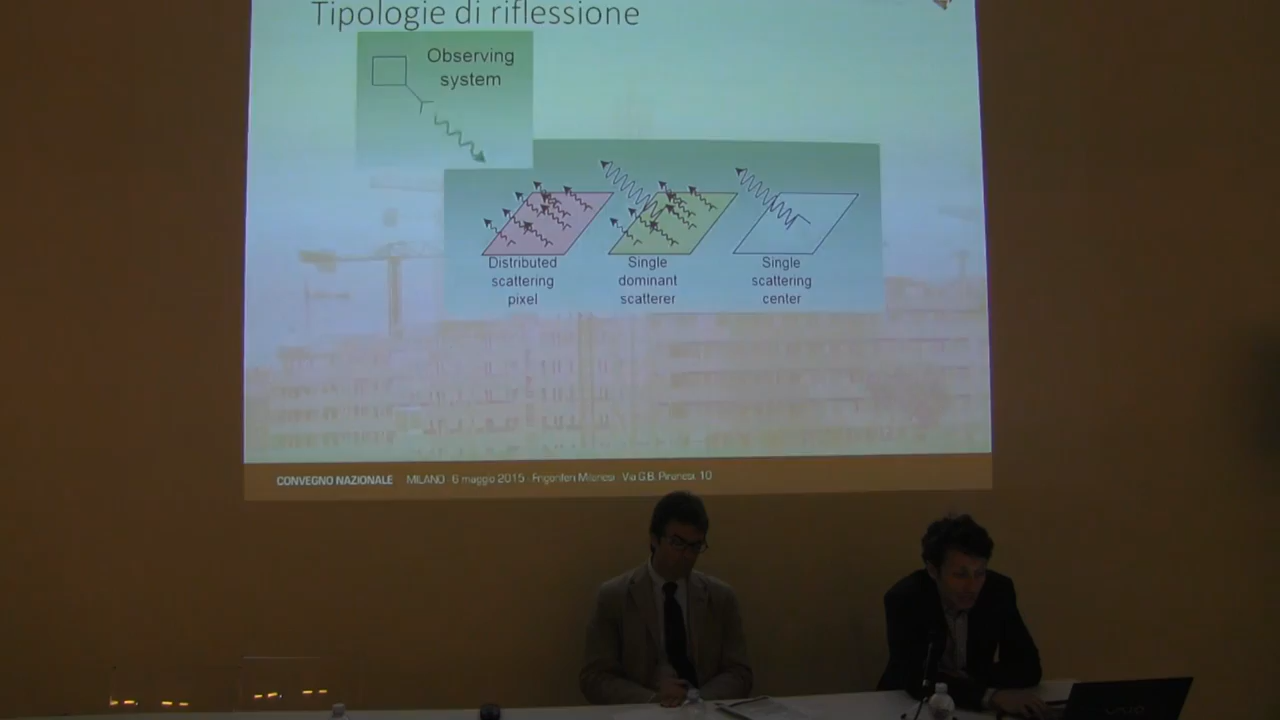 Tipologie di riflessione
Observing
system
Distributed
scattering
pixel
Single
dominant
scatterer
Single
scattering
center
CONVEGNO NAZIONALE MILANO 6 maggio 2015 - Frigoriferi Milanesi - Via G.B. Piranesi, 10
VAIO